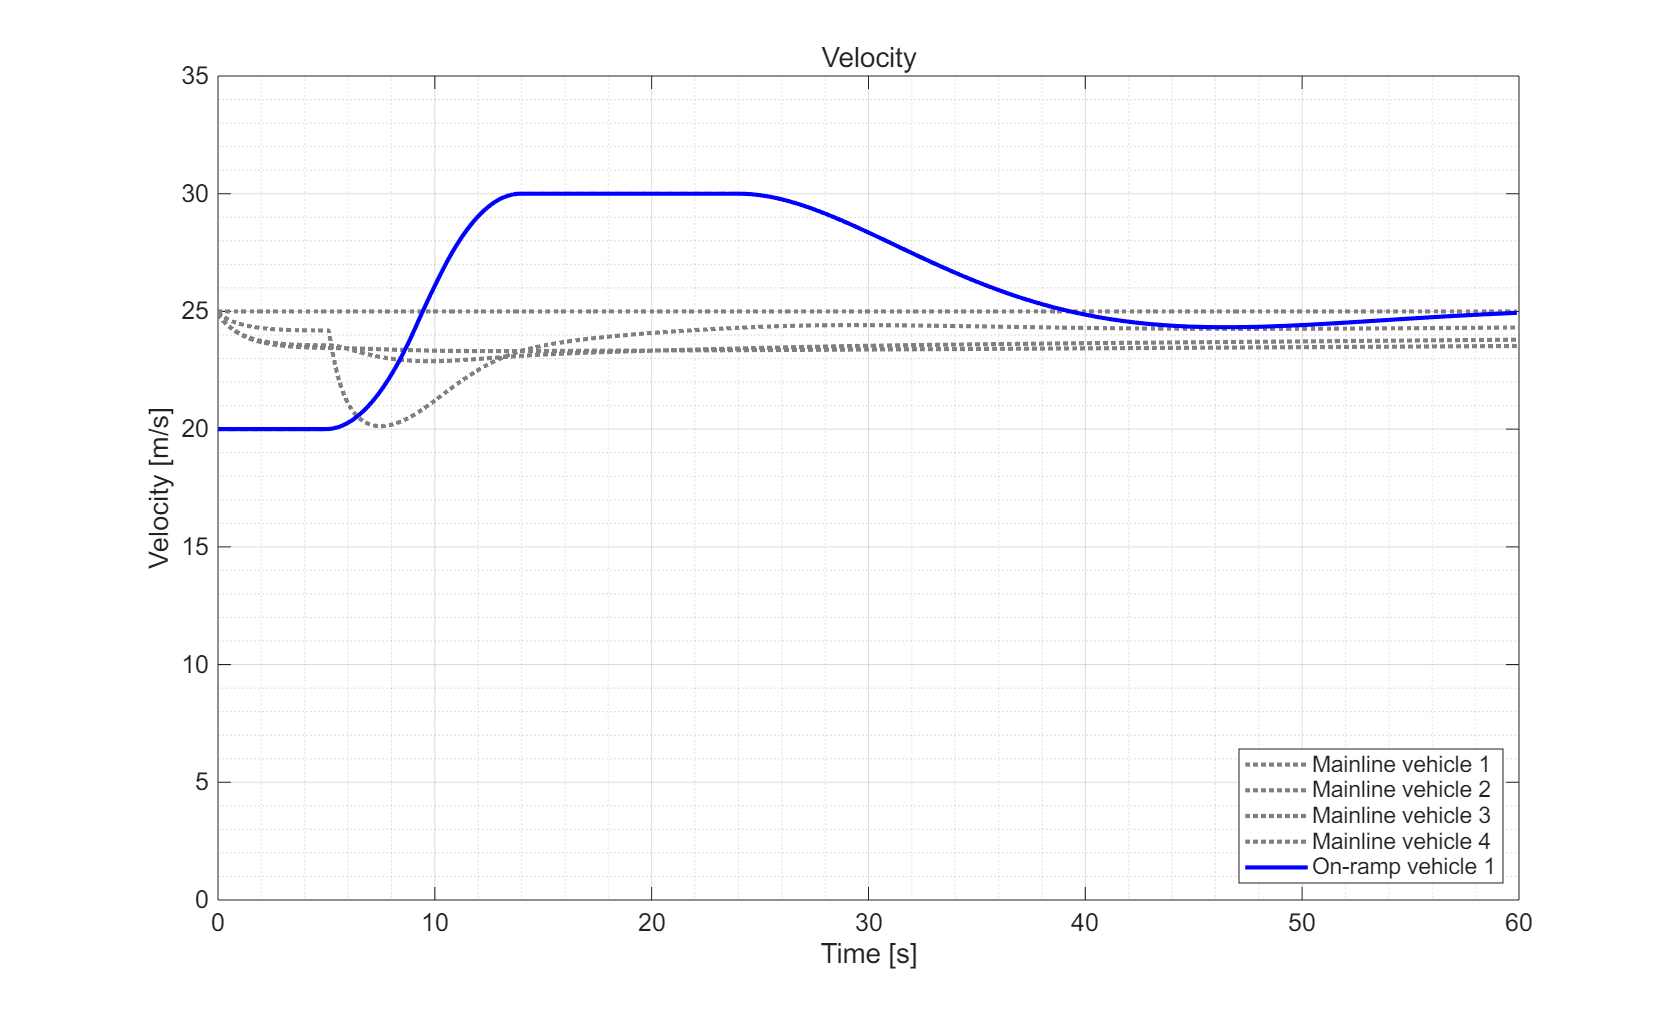 Velocity
35
30
25
20
15
10
5
0
Velocity [m/s]
0 10 20 30 40 50 60
Time [s]
Mainline vehicle 1
Mainline vehicle 2
Mainline vehicle 3
Mainline vehicle 4
On-ramp vehicle 1